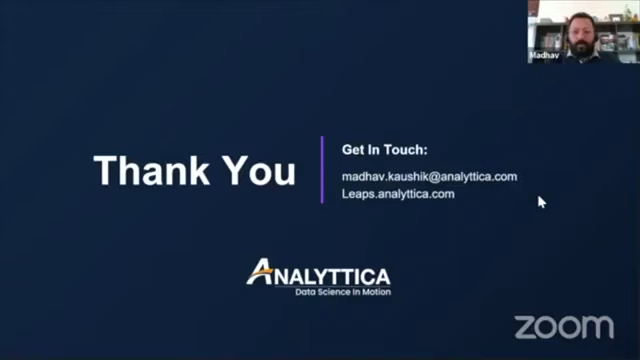 Madhav
Thank You
Get In Touch:
madhav.kaushik@analyttica.com
Leaps.analyttica.com
ANALYTTICA
Data Science In Motion
zoom